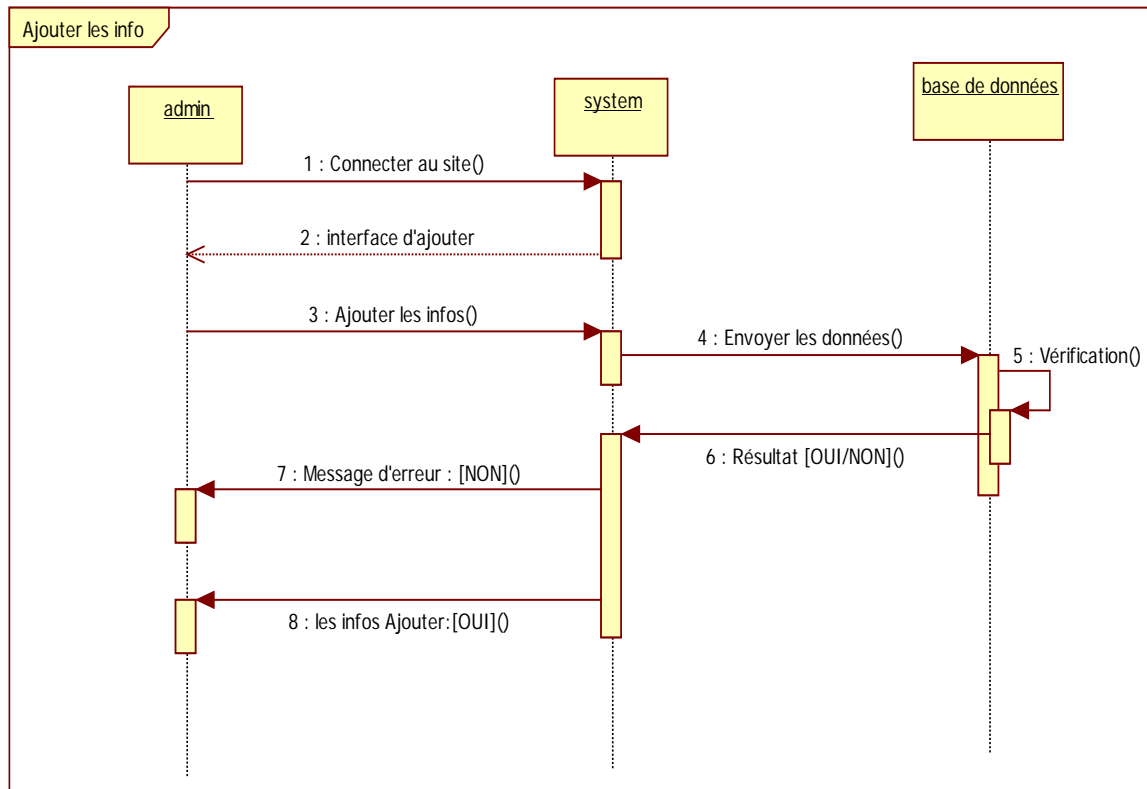 Ajouter les info
admin
system
base de données
1 : Connecter au site()
2 : interface d'ajouter
3 : Ajouter les infos()
4 : Envoyer les données()
5 : Vérification()
6 : Résultat [OUI/NON]()
7 : Message d'erreur : [NON]()
8 : les infos Ajouter:[OUI]()